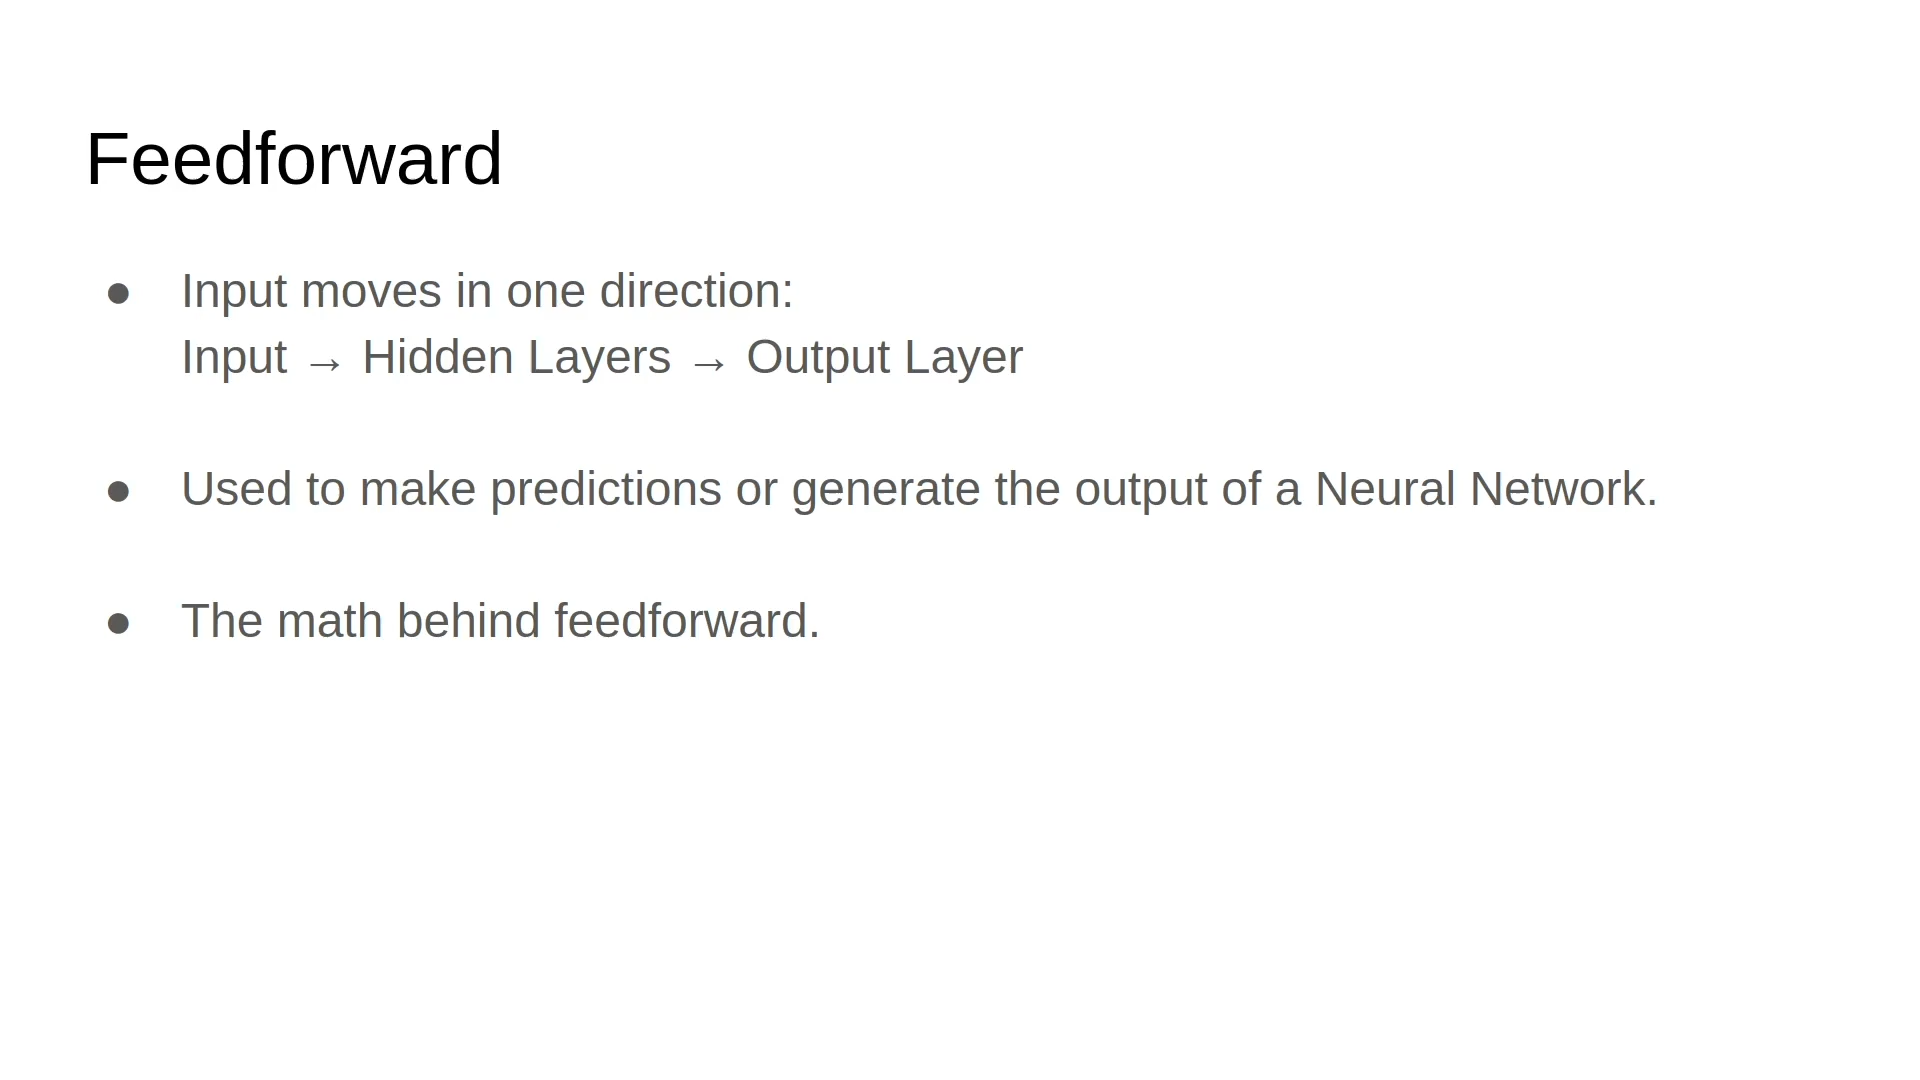 Feedforward
● Input moves in one direction:
Input → Hidden Layers → Output Layer
● Used to make predictions or generate the output of a Neural Network.
● The math behind feedforward.